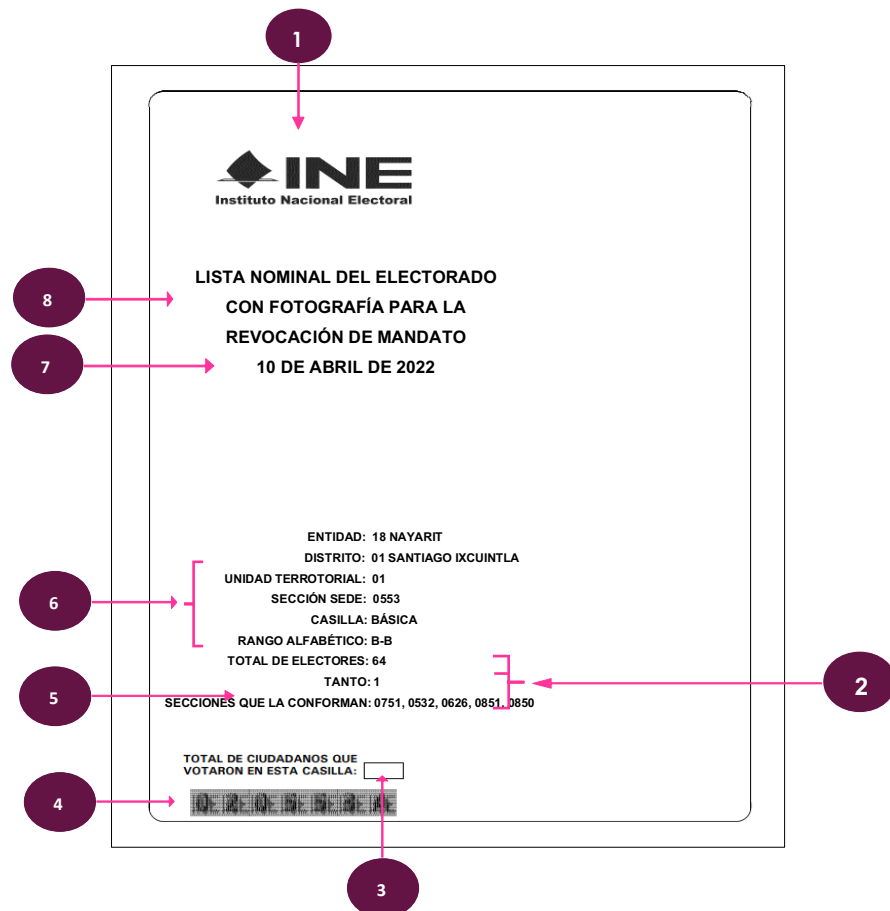 1
INE
Instituto Nacional Electoral
8
LISTA NOMINAL DEL ELECTORADO
CON FOTOGRAFÍA PARA LA
REVOCACIÓN DE MANDATO
7
10 DE ABRIL DE 2022
ENTIDAD: 18 NAYARIT
DISTRITO: 01 SANTIAGO IXCUINTLA
6
UNIDAD TERROTORIAL: 01
SECCIÓN SEDE: 0553
CASILLA: BÁSICA
RANGO ALFABÉTICO: B-B
TOTAL DE ELECTORES: 64
5
TANTO: 1
2
SECCIONES QUE LA CONFORMAN: 0751, 0532, 0626, 0851, 0850
TOTAL DE CIUDADANOS QUE
VOTARON EN ESTA CASILLA:
4
3